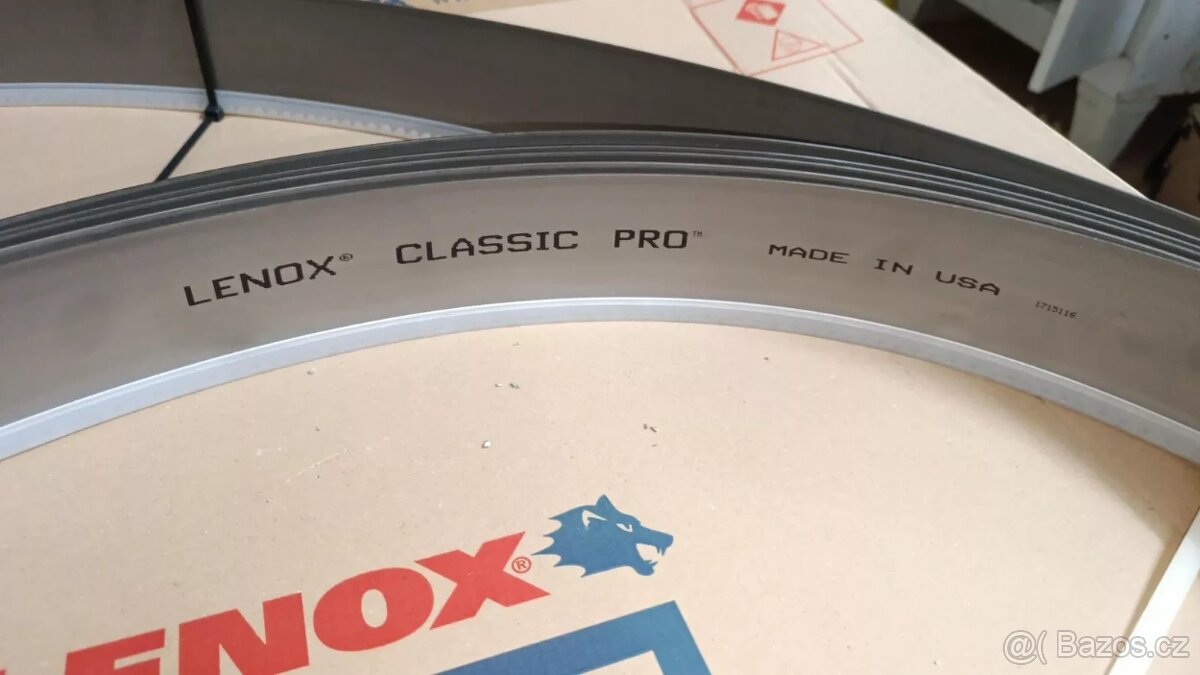 LENOX® CLASSIC PRO™ MADE IN USA 1715116
LENOX®
@( Bazos.cz